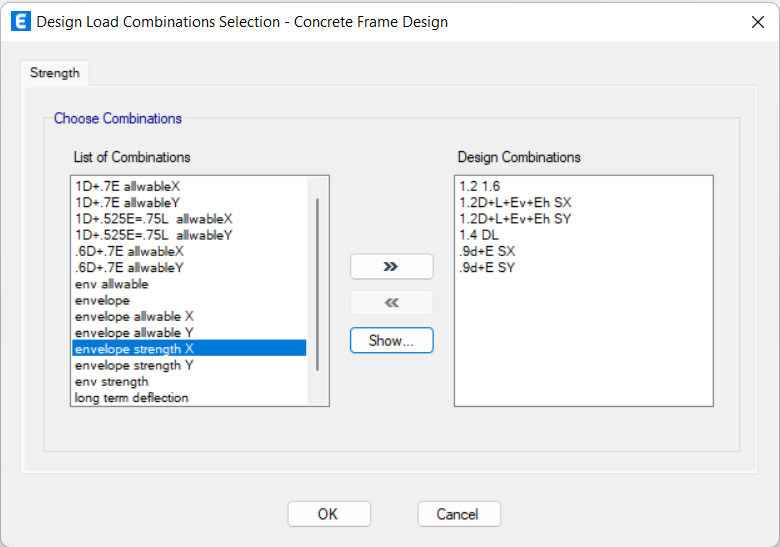 E Design Load Combinations Selection - Concrete Frame Design
Strength
Choose Combinations
List of Combinations
1D+.7E allwableX
1D+.7E allwableY
1D+.525E=.75L allwableX
1D+.525E=.75L allwableY
.6D+.7E allwableX
.6D+.7E allwableY
env allwable
envelope
envelope allwable X
envelope allwable Y
envelope strength X
envelope strength Y
env strength
long term deflection
>>
<<
Show...
Design Combinations
1.2 1.6
1.2D+L+Ev+Eh SX
1.2D+L+Ev+Eh SY
1.4 DL
.9d+E SX
.9d+E SY
OK
Cancel